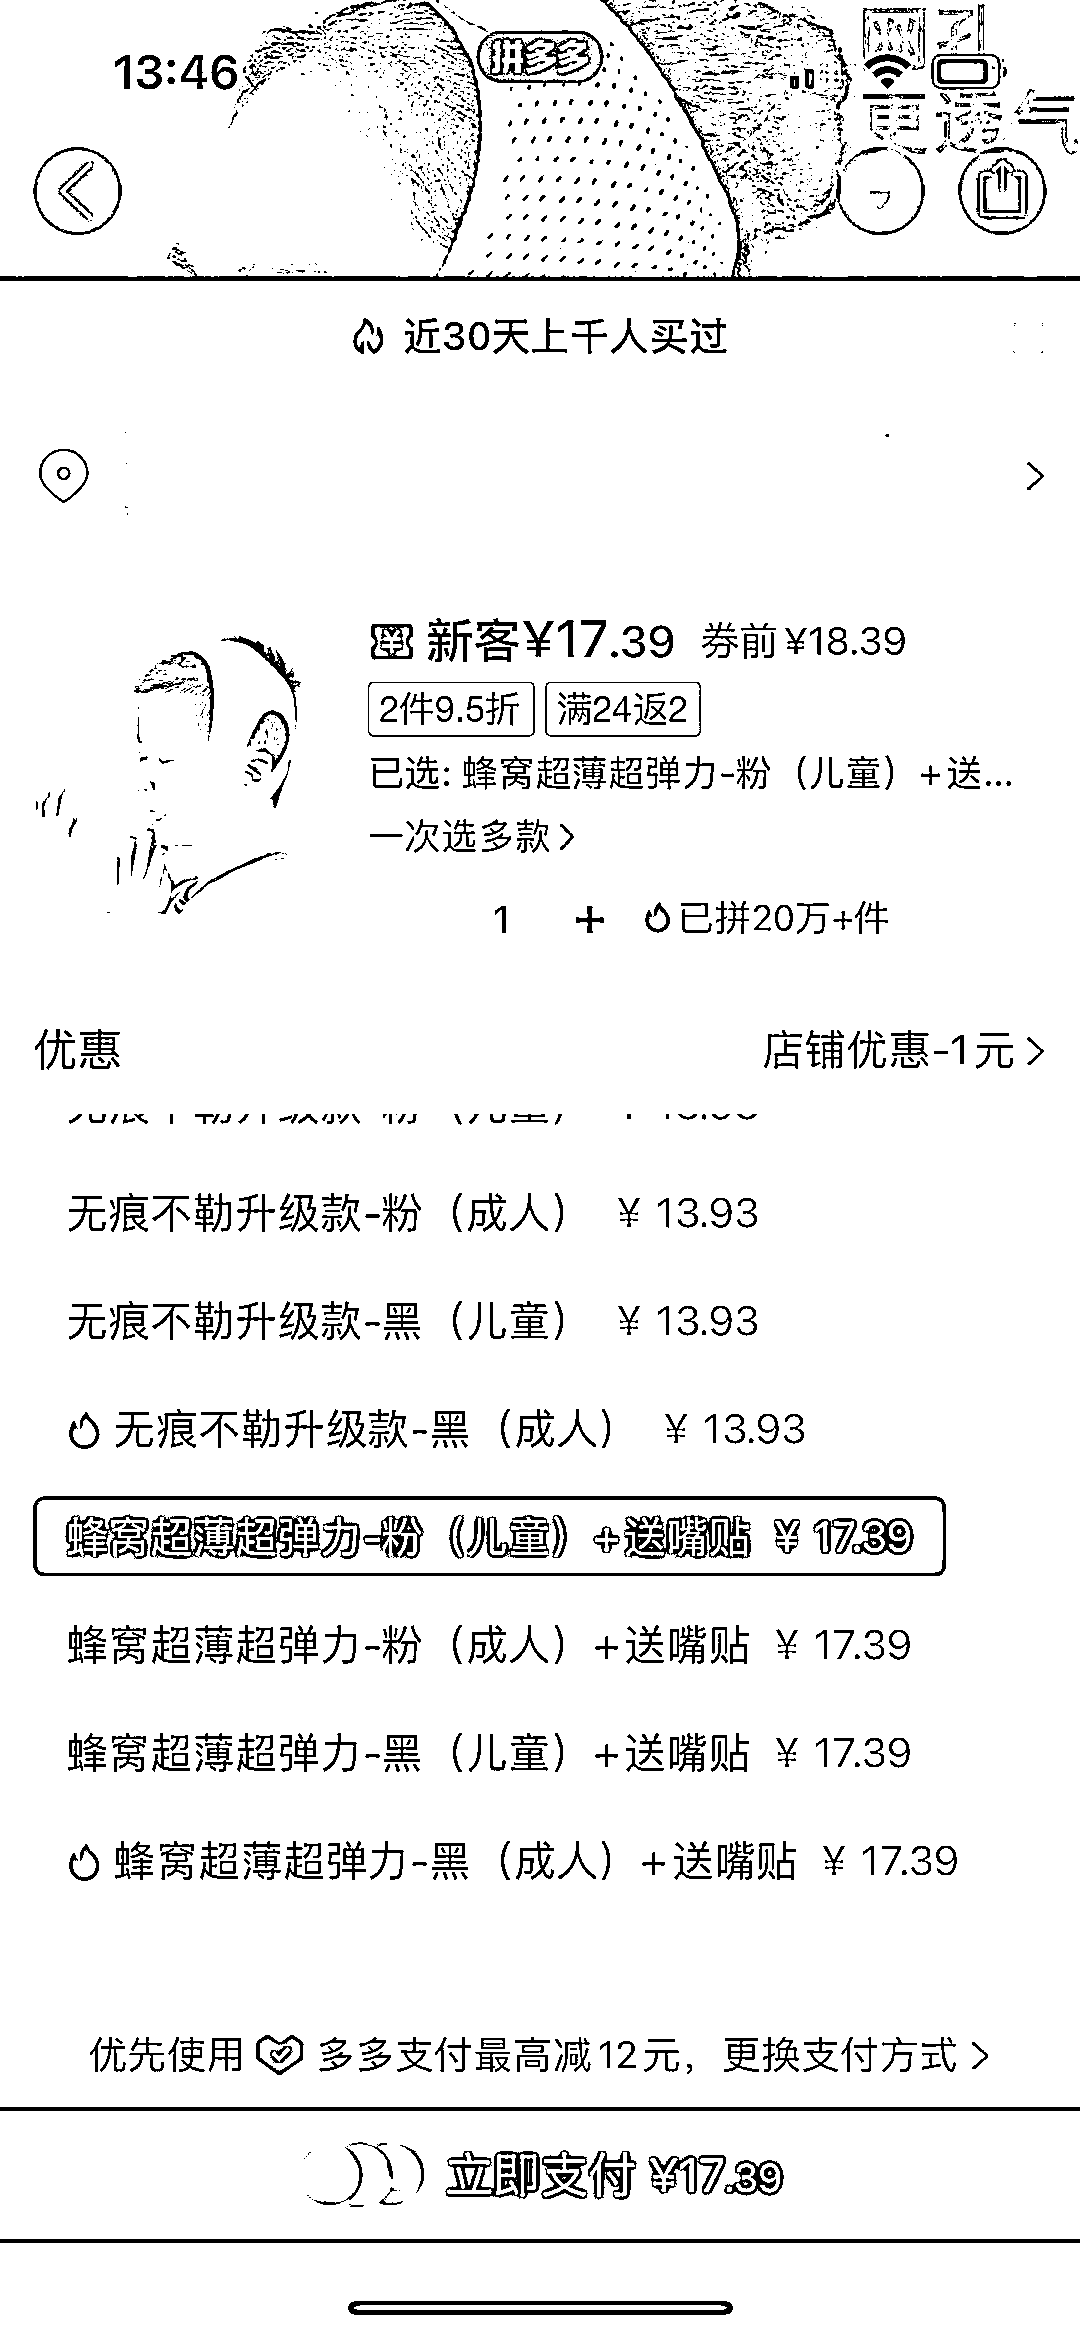 网孔
13:46 拼多多
更透气
近30天上千人买过
新客¥17.39 券前¥18.39
2件9.5折 满24返2
已选: 蜂窝超薄超弹力-粉（儿童）+送...
一次选多款
1 + 已拼20万+件
优惠 店铺优惠-1元
无痕不勒升级款-粉（成人） ¥ 13.93
无痕不勒升级款-黑（儿童） ¥ 13.93
无痕不勒升级款-黑（成人） ¥ 13.93
蜂窝超薄超弹力-粉（儿童）+送嘴贴 ¥ 17.39
蜂窝超薄超弹力-粉（成人）+送嘴贴 ¥ 17.39
蜂窝超薄超弹力-黑（儿童）+送嘴贴 ¥ 17.39
蜂窝超薄超弹力-黑（成人）+送嘴贴 ¥ 17.39
优先使用 多多支付最高减12元，更换支付方式
立即支付 ¥17.39